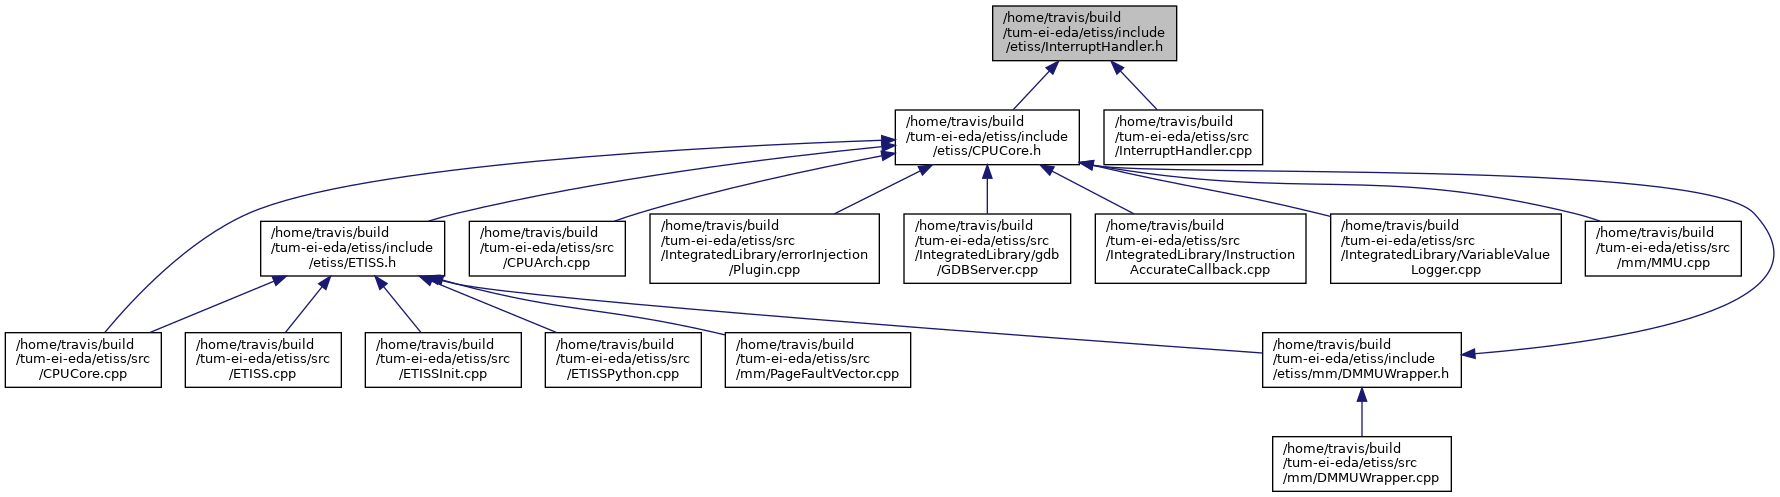 /home/travis/build
/tum-ei-eda/etiss/include
/etiss/InterruptHandler.h
/home/travis/build
/tum-ei-eda/etiss/include
/etiss/CPUCore.h
/home/travis/build
/tum-ei-eda/etiss/src
/InterruptHandler.cpp
/home/travis/build
/tum-ei-eda/etiss/include
/etiss/ETISS.h
/home/travis/build
/tum-ei-eda/etiss/src
/CPUArch.cpp
/home/travis/build
/tum-ei-eda/etiss/src
/IntegratedLibrary/errorInjection
/Plugin.cpp
/home/travis/build
/tum-ei-eda/etiss/src
/IntegratedLibrary/gdb
/GDBServer.cpp
/home/travis/build
/tum-ei-eda/etiss/src
/IntegratedLibrary/Instruction
AccurateCallback.cpp
/home/travis/build
/tum-ei-eda/etiss/src
/IntegratedLibrary/VariableValue
Logger.cpp
/home/travis/build
/tum-ei-eda/etiss/src
/mm/MMU.cpp
/home/travis/build
/tum-ei-eda/etiss/src
/CPUCore.cpp
/home/travis/build
/tum-ei-eda/etiss/src
/ETISS.cpp
/home/travis/build
/tum-ei-eda/etiss/src
/ETISSInit.cpp
/home/travis/build
/tum-ei-eda/etiss/src
/ETISSPython.cpp
/home/travis/build
/tum-ei-eda/etiss/src
/mm/PageFaultVector.cpp
/home/travis/build
/tum-ei-eda/etiss/include
/etiss/mm/DMMUWrapper.h
/home/travis/build
/tum-ei-eda/etiss/src
/mm/DMMUWrapper.cpp